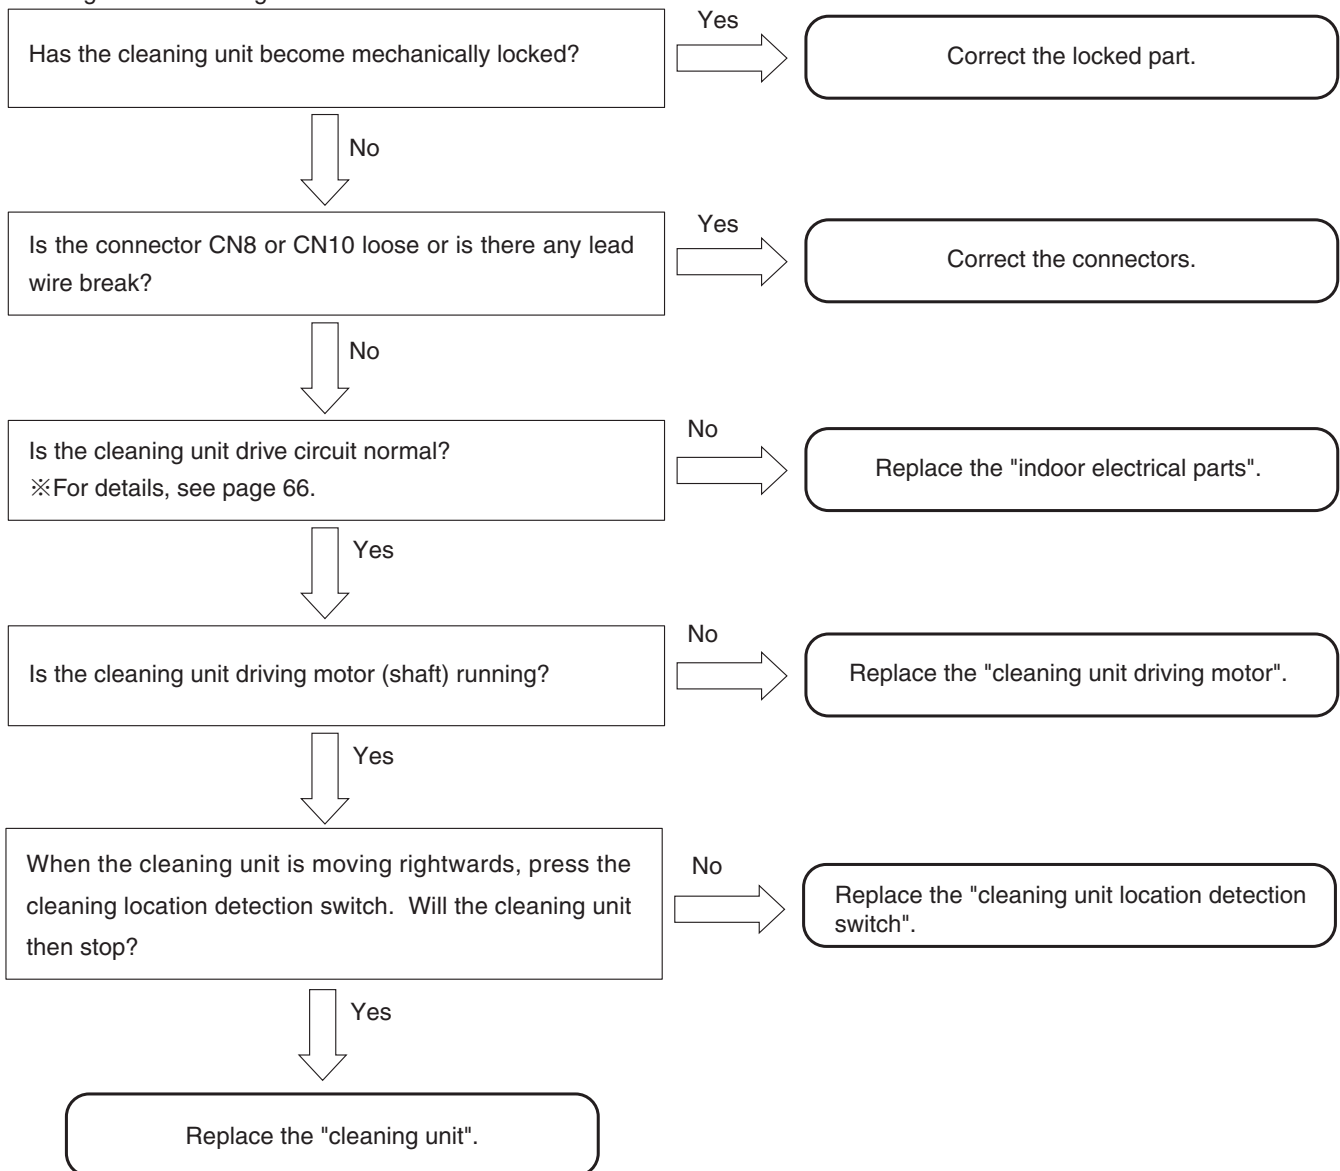 Yes
Has the cleaning unit become mechanically locked?
Correct the locked part.
No
Yes
Is the connector CN8 or CN10 loose or is there any lead
wire break?
Correct the connectors.
No
No
Is the cleaning unit drive circuit normal?
※For details, see page 66.
Replace the "indoor electrical parts".
Yes
No
Is the cleaning unit driving motor (shaft) running?
Replace the "cleaning unit driving motor".
Yes
When the cleaning unit is moving rightwards, press the
cleaning location detection switch. Will the cleaning unit
then stop?
No
Replace the "cleaning unit location detection
switch".
Yes
Replace the "cleaning unit".